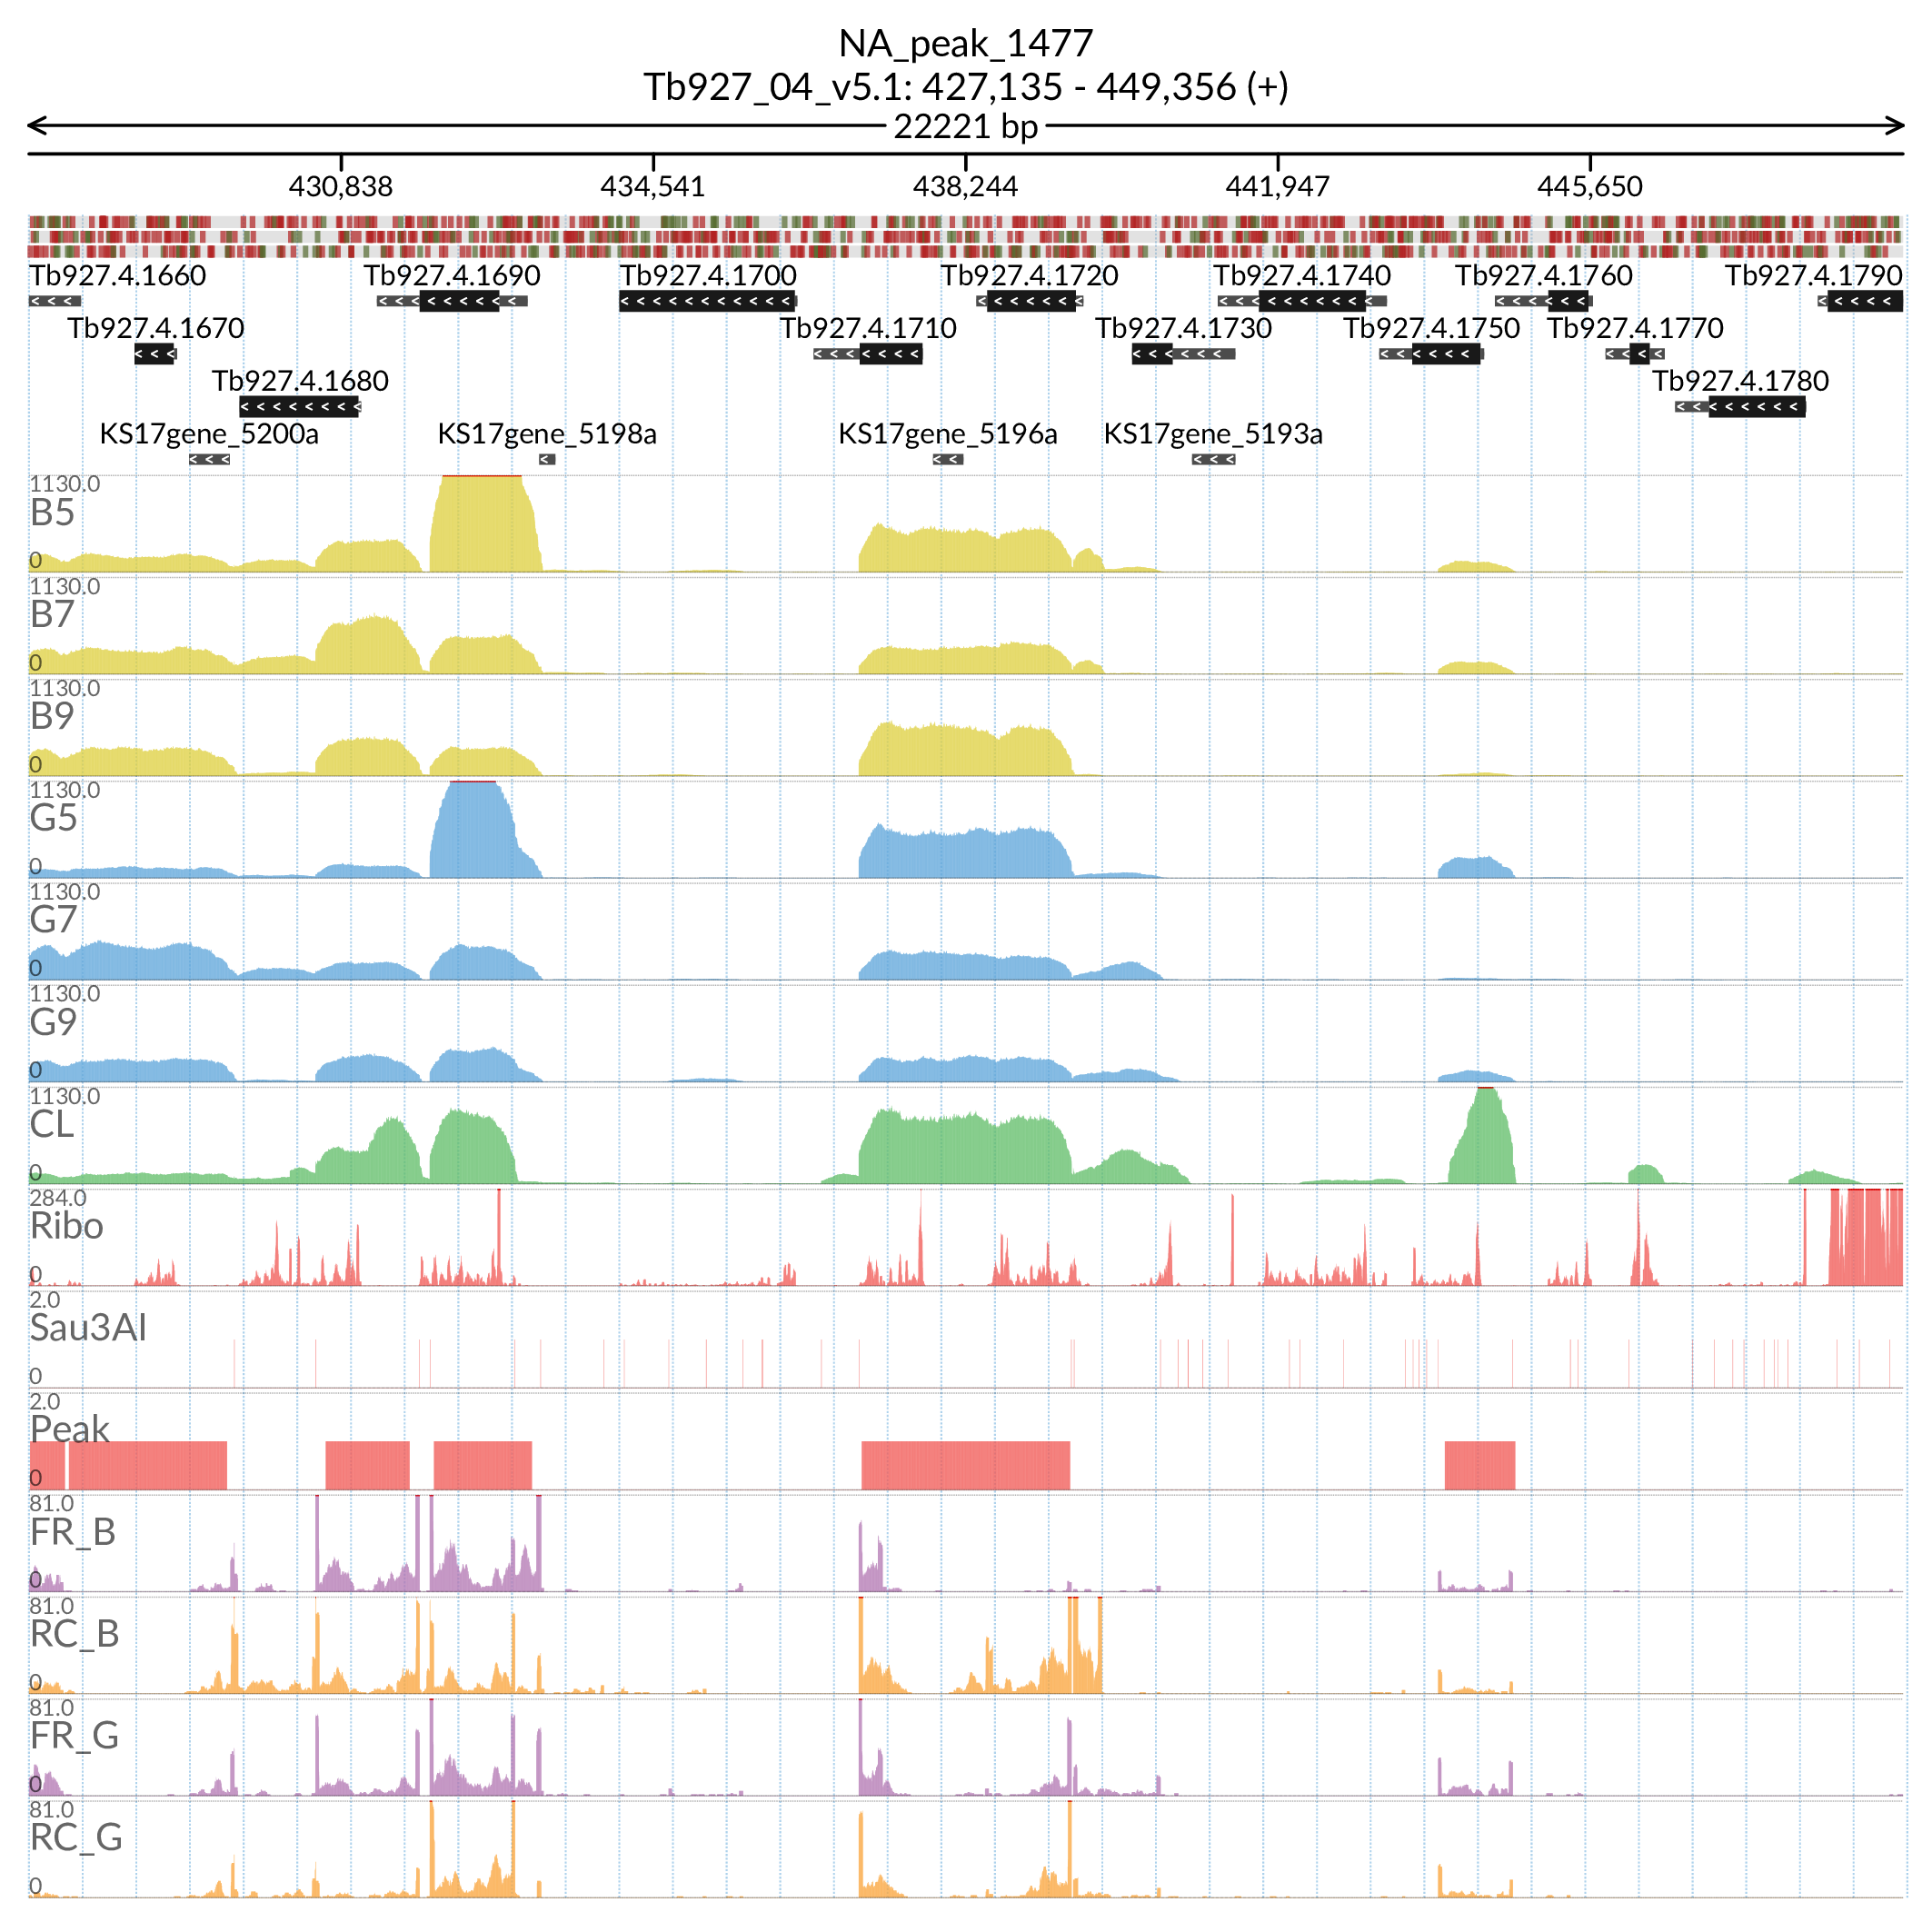 NA_peak_1477
Tb927_04_v5.1: 427,135 - 449,356 (+)
22221 bp
430,838 434,541 438,244 441,947 445,650
Tb927.4.1660 Tb927.4.1690 Tb927.4.1700 Tb927.4.1720 Tb927.4.1740 Tb927.4.1760 Tb927.4.1790
Tb927.4.1670 Tb927.4.1710 Tb927.4.1730 Tb927.4.1750 Tb927.4.1770
Tb927.4.1680 Tb927.4.1780
KS17gene_5200a KS17gene_5198a KS17gene_5196a KS17gene_5193a
1130.0
B5
0
1130.0
B7
0
1130.0
B9
0
1130.0
G5
0
1130.0
G7
0
1130.0
G9
0
1130.0
CL
0
284.0
Ribo
0
2.0
Sau3AI
0
2.0
Peak
0
81.0
FR_B
0
81.0
RC_B
0
81.0
FR_G
0
81.0
RC_G
0